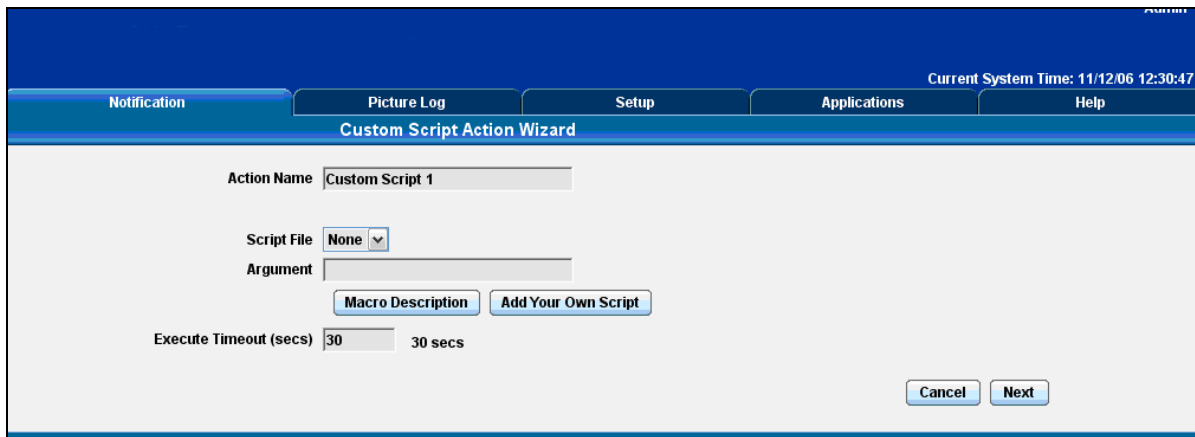 Admin
Current System Time: 11/12/06 12:30:47
Notification Picture Log Setup Applications Help
Custom Script Action Wizard
Action Name Custom Script 1
Script File None
Argument
Macro Description Add Your Own Script
Execute Timeout (secs) 30 30 secs
Cancel Next